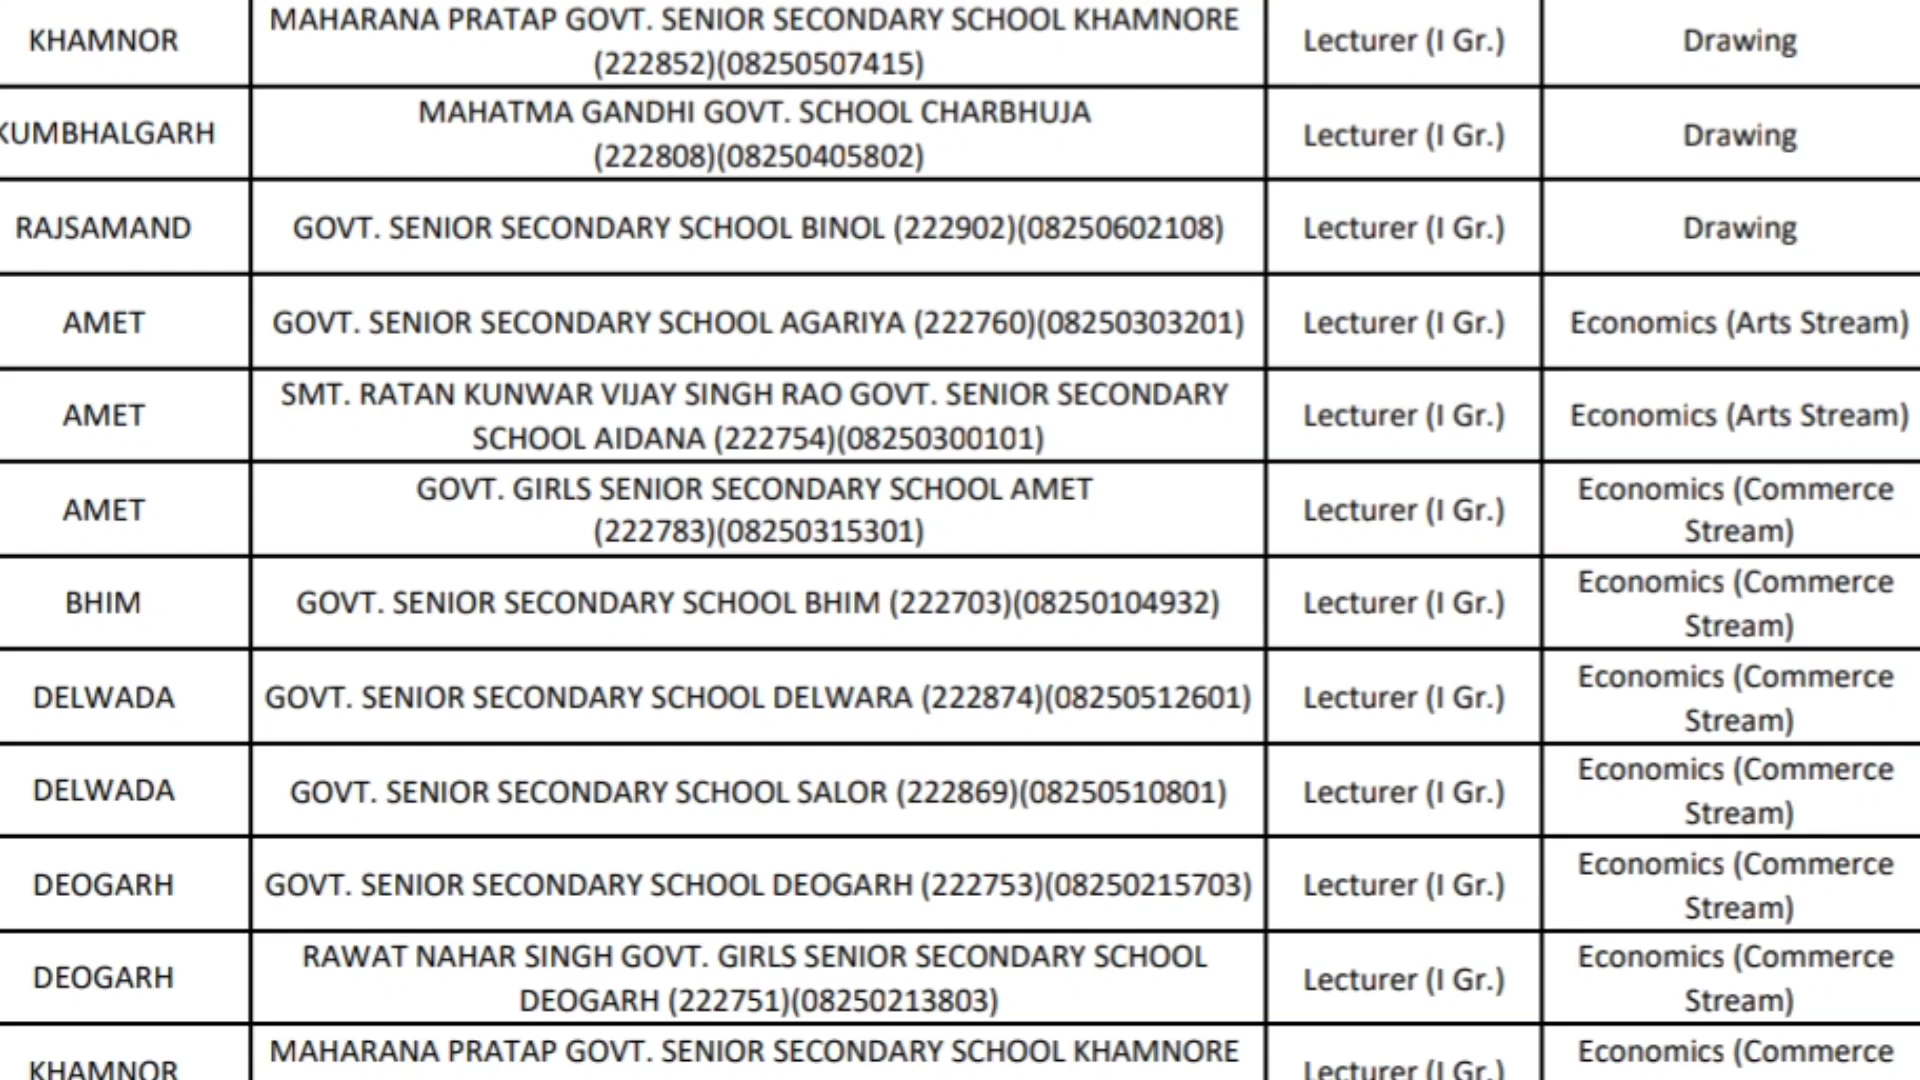 KHAMNOR
MAHARANA PRATAP GOVT. SENIOR SECONDARY SCHOOL KHAMNORE
(222852)(08250507415)
Lecturer (I Gr.)
Drawing
KUMBHALGARH
MAHATMA GANDHI GOVT. SCHOOL CHARBHUJA
(222808)(08250405802)
Lecturer (I Gr.)
Drawing
RAJSAMAND
GOVT. SENIOR SECONDARY SCHOOL BINOL (222902)(08250602108)
Lecturer (I Gr.)
Drawing
AMET
GOVT. SENIOR SECONDARY SCHOOL AGARIYA (222760)(08250303201)
Lecturer (I Gr.)
Economics (Arts Stream)
AMET
SMT. RATAN KUNWAR VIJAY SINGH RAO GOVT. SENIOR SECONDARY
SCHOOL AIDANA (222754)(08250300101)
Lecturer (I Gr.)
Economics (Arts Stream)
AMET
GOVT. GIRLS SENIOR SECONDARY SCHOOL AMET
(222783)(08250315301)
Lecturer (I Gr.)
Economics (Commerce
Stream)
BHIM
GOVT. SENIOR SECONDARY SCHOOL BHIM (222703)(08250104932)
Lecturer (I Gr.)
Economics (Commerce
Stream)
DELWADA
GOVT. SENIOR SECONDARY SCHOOL DELWARA (222874)(08250512601)
Lecturer (I Gr.)
Economics (Commerce
Stream)
DELWADA
GOVT. SENIOR SECONDARY SCHOOL SALOR (222869)(08250510801)
Lecturer (I Gr.)
Economics (Commerce
Stream)
DEOGARH
GOVT. SENIOR SECONDARY SCHOOL DEOGARH (222753)(08250215703)
Lecturer (I Gr.)
Economics (Commerce
Stream)
DEOGARH
RAWAT NAHAR SINGH GOVT. GIRLS SENIOR SECONDARY SCHOOL
DEOGARH (222751)(08250213803)
Lecturer (I Gr.)
Economics (Commerce
Stream)
KHAMNOR
MAHARANA PRATAP GOVT. SENIOR SECONDARY SCHOOL KHAMNORE
Lecturer (I Gr.)
Economics (Commerce